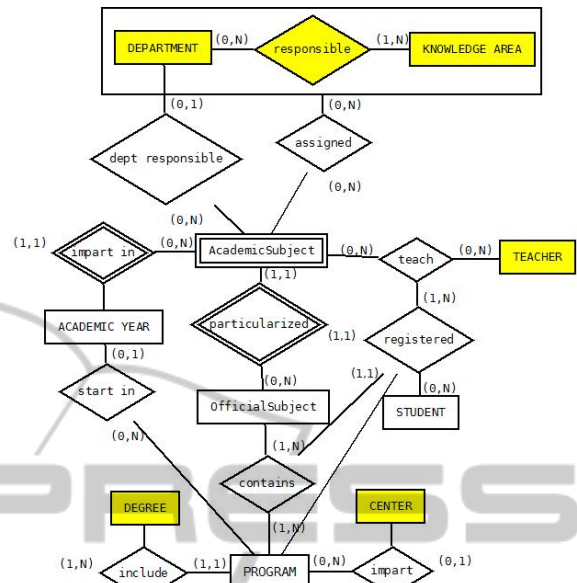 DEPARTMENT (0,N) responsible (1,N) KNOWLEDGE AREA
(0,1) (0,N)
dept responsible assigned
(0,N)
(0,N)
(1,1) impart in (0,N) AcademicSubject (0,N) teach (0,N) TEACHER
(1,1)
(1,N)
ACADEMIC YEAR particularized (1,1) registered
(0,1)
(1,1)
start in (0,N) (0,N)
OfficialSubject STUDENT
(0,N) (1,N)
contains
DEGREE CENTER
(1,N)
(1,N) include (1,1) PROGRAM (0,N) impart (0,1)
PRESS